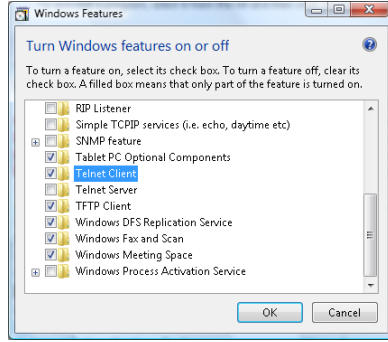 Windows Features
Turn Windows features on or off
To turn a feature on, select its check box. To turn a feature off, clear its
check box. A filled box means that only part of the feature is turned on.
RIP Listener
Simple TCPIP services (i.e. echo, daytime etc)
SNMP feature
Tablet PC Optional Components
Telnet Client
Telnet Server
TFTP Client
Windows DFS Replication Service
Windows Fax and Scan
Windows Meeting Space
Windows Process Activation Service
OK Cancel